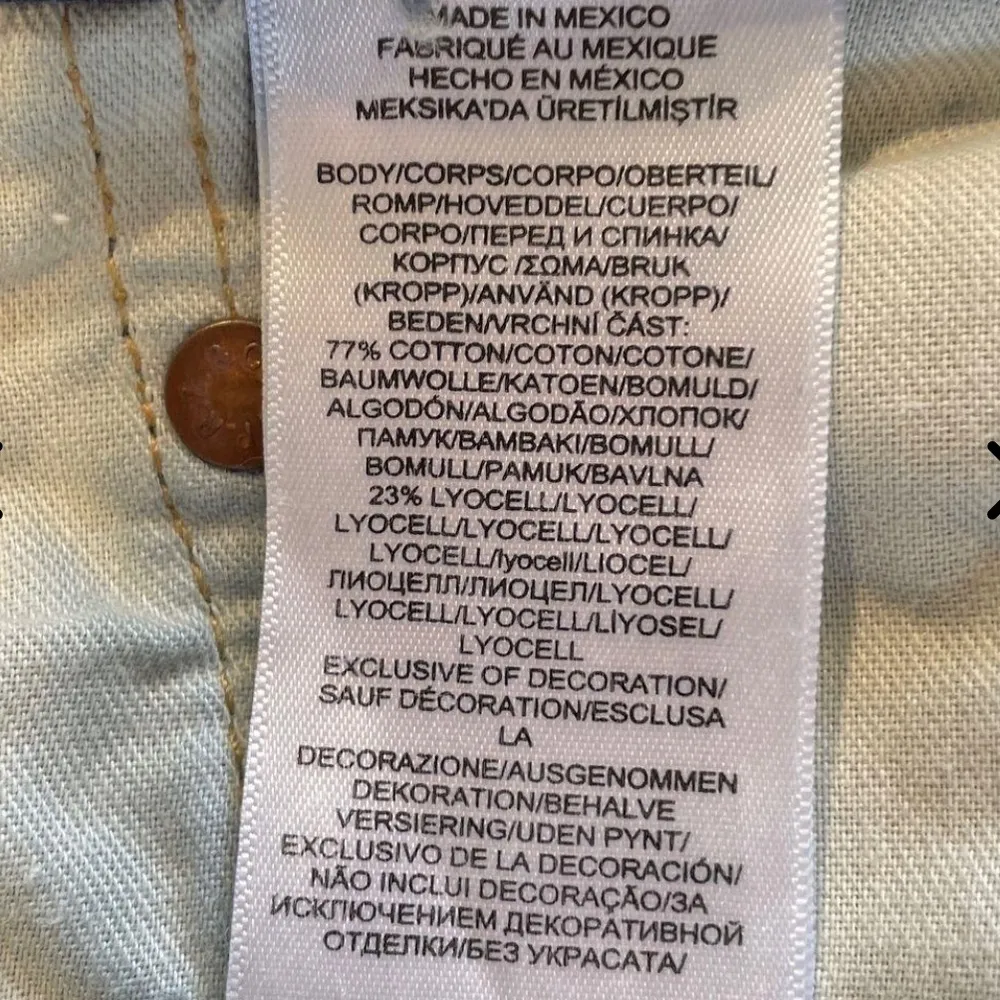 MADE IN MEXICO
FABRIQUÉ AU MEXIQUE
HECHO EN MÉXICO
MEKSIKA'DA ÜRETİLMİŞTİR
BODY/CORPS/CORPO/OBERTEIL/
ROMP/HOVEDDEL/CUERPO/
CORPO/ПЕРЕД И СПИНКА/
КОРПУС /ΣΩΜΑ/BRUK
(KROPP)/ANVÄND (KROPP)/
BEDEN/VRCHNÍ ČÁST:
77% COTTON/COTON/COTONE/
BAUMWOLLE/KATOEN/BOMULD/
ALGODÓN/ALGODÃO/ХЛОПОК/
ПАМУК/ΒΑΜΒΑΚΙ/BOMULL/
BOMULL/PAMUK/BAVLNA
23% LYOCELL/LYOCELL/
LYOCELL/LYOCELL/LYOCELL/
LYOCELL/lyocell/LIOCEL/
ЛИОЦЕЛЛ/ЛИОЦЕЛ/LYOCELL/
LYOCELL/LYOCELL/LİYOSEL/
LYOCELL
EXCLUSIVE OF DECORATION/
SAUF DÉCORATION/ESCLUSA
LA
DECORAZIONE/AUSGENOMMEN
DEKORATION/BEHALVE
VERSIERING/UDEN PYNT/
EXCLUSIVO DE LA DECORACIÓN/
NÃO INCLUI DECORAÇÃO/ЗА
ИСКЛЮЧЕНИЕМ ДЕКОРАТИВНОЙ
ОТДЕЛКИ/БЕЗ УКРАСАТА/